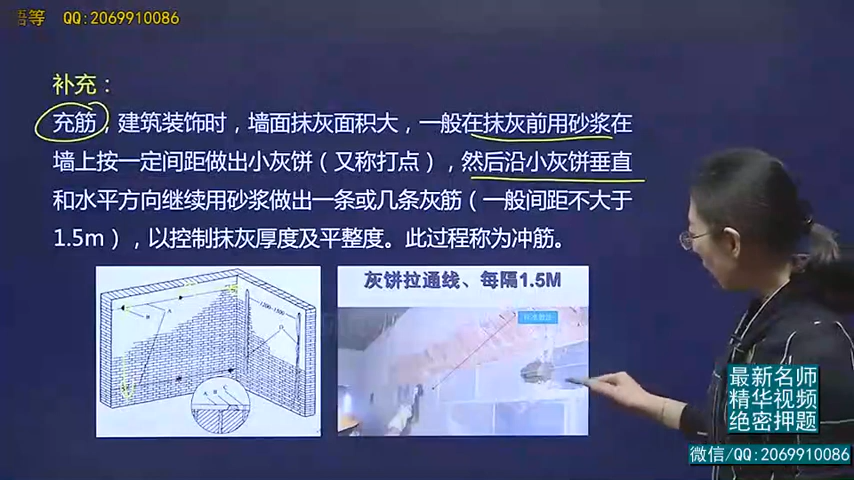 语等 QQ:2069910086
补充：
充筋，建筑装饰时，墙面抹灰面积大，一般在抹灰前用砂浆在
墙上按一定间距做出小灰饼（又称打点），然后沿小灰饼垂直
和水平方向继续用砂浆做出一条或几条灰筋（一般间距不大于
1.5m），以控制抹灰厚度及平整度。此过程称为冲筋。
灰饼拉通线、每隔1.5M
最新名师
精华视频
绝密押题
微信/QQ:2069910086